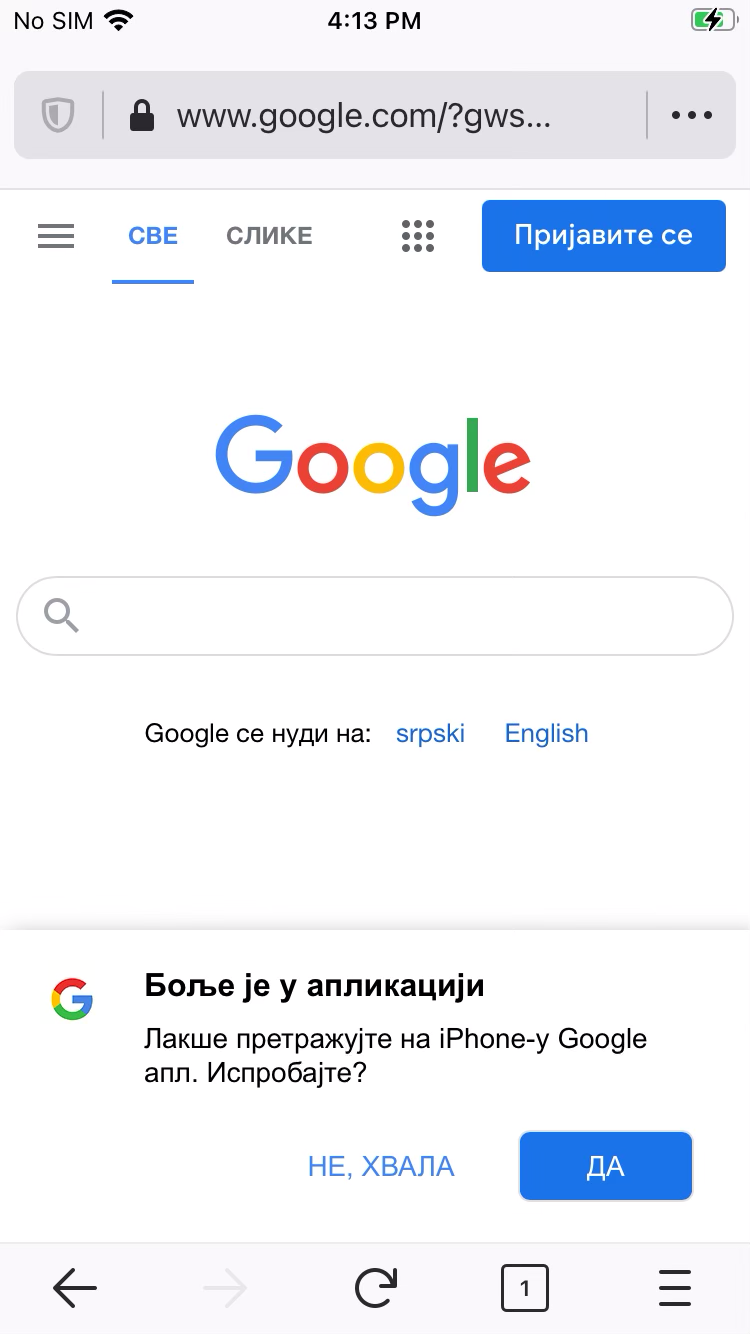 No SIM 4:13 PM
www.google.com/?gws...
СВЕ СЛИКЕ Пријавите се
Google
Google се нуди на: srpski English
Боље је у апликацији
Лакше претражујте на iPhone-у Google
апл. Испробајте?
НЕ, ХВАЛА ДА
1